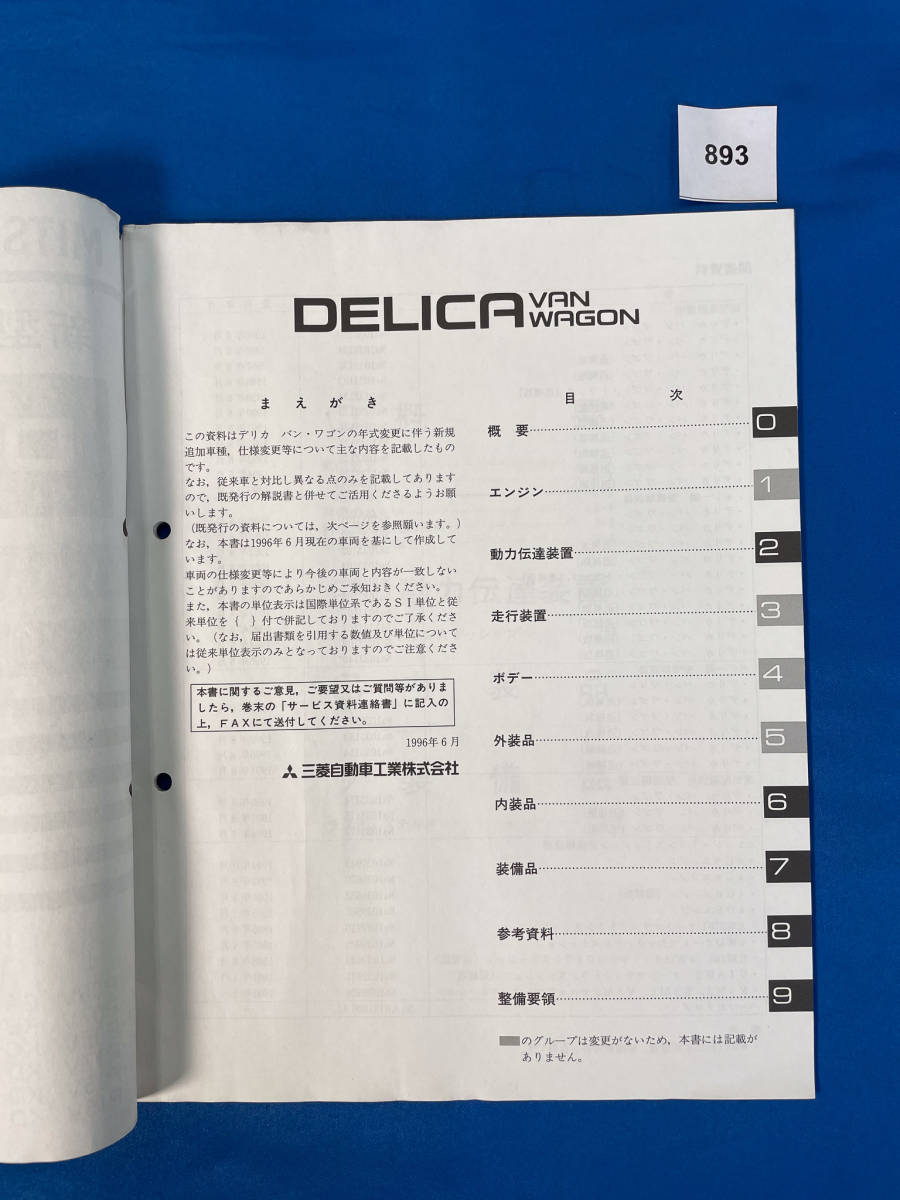 893
DELICA VAN
WAGON
まえがき
この資料はデリカ バン・ワゴンの年式変更に伴う新規
追加車種，仕様変更等について主な内容を記載したもの
です。
なお，従来車と対比し異なる点のみを記載してあります
ので，既発行の解説書と併せてご活用くださるようお願
いします。
（既発行の資料については，次ページを参照願います。）
なお，本書は1996年6月現在の車両を基にして作成して
います。
車両の仕様変更等により今後の車両と内容が一致しない
ことがありますのであらかじめご承知おきください。
また，本書の単位表示は国際単位系であるＳＩ単位と従
来単位を｛ ｝付で併記しておりますのでご了承くださ
い。（なお，届出書類を引用する数値及び単位について
は従来単位表示のみとなっておりますのでご注意くださ
い。）
本書に関するご意見，ご要望又はご質問等がありま
したら，巻末の「サービス資料連絡書」に記入の
上，ＦＡＸにて送付してください。
1996年6月
三菱自動車工業株式会社
目 次
概 要 0
エンジン 1
動力伝達装置 2
走行装置 3
ボデー 4
外装品 5
内装品 6
装備品 7
参考資料 8
整備要領 9
のグループは変更がないため，本書には記載が
ありません。